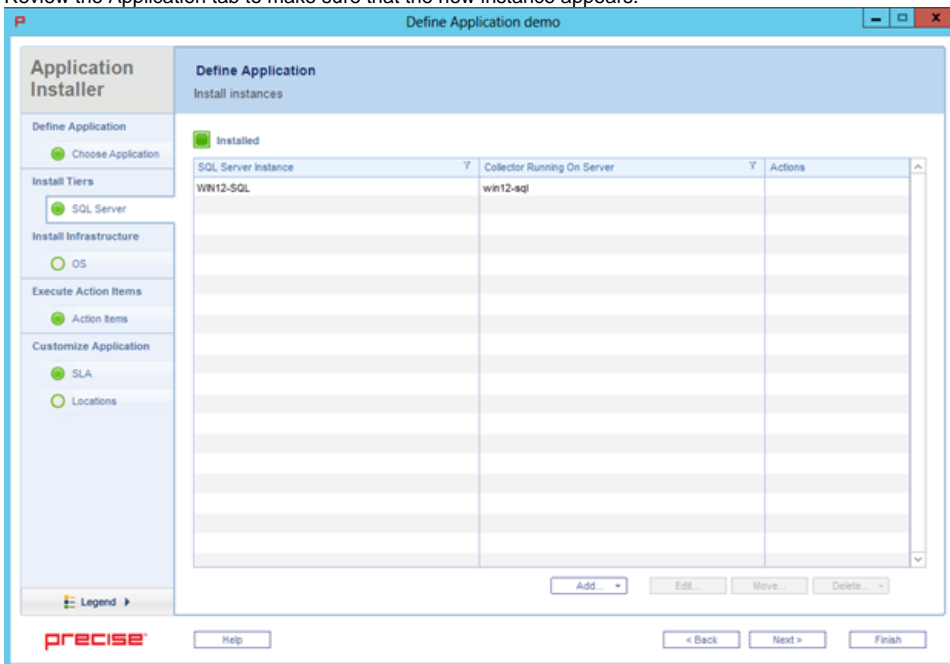 Review the Application tab to make sure that the new instance appears.
Define Application demo
Application
Installer
Define Application
Choose Application
Install Tiers
SQL Server
Install Infrastructure
OS
Execute Action Items
Action Items
Customize Application
SLA
Locations
Legend
Define Application
Install instances
Installed
SQL Server Instance
Collector Running On Server
Actions
WIN12-SQL
win12-sql
Add...
Edit...
Move...
Delete...
precise
Help
< Back
Next >
Finish